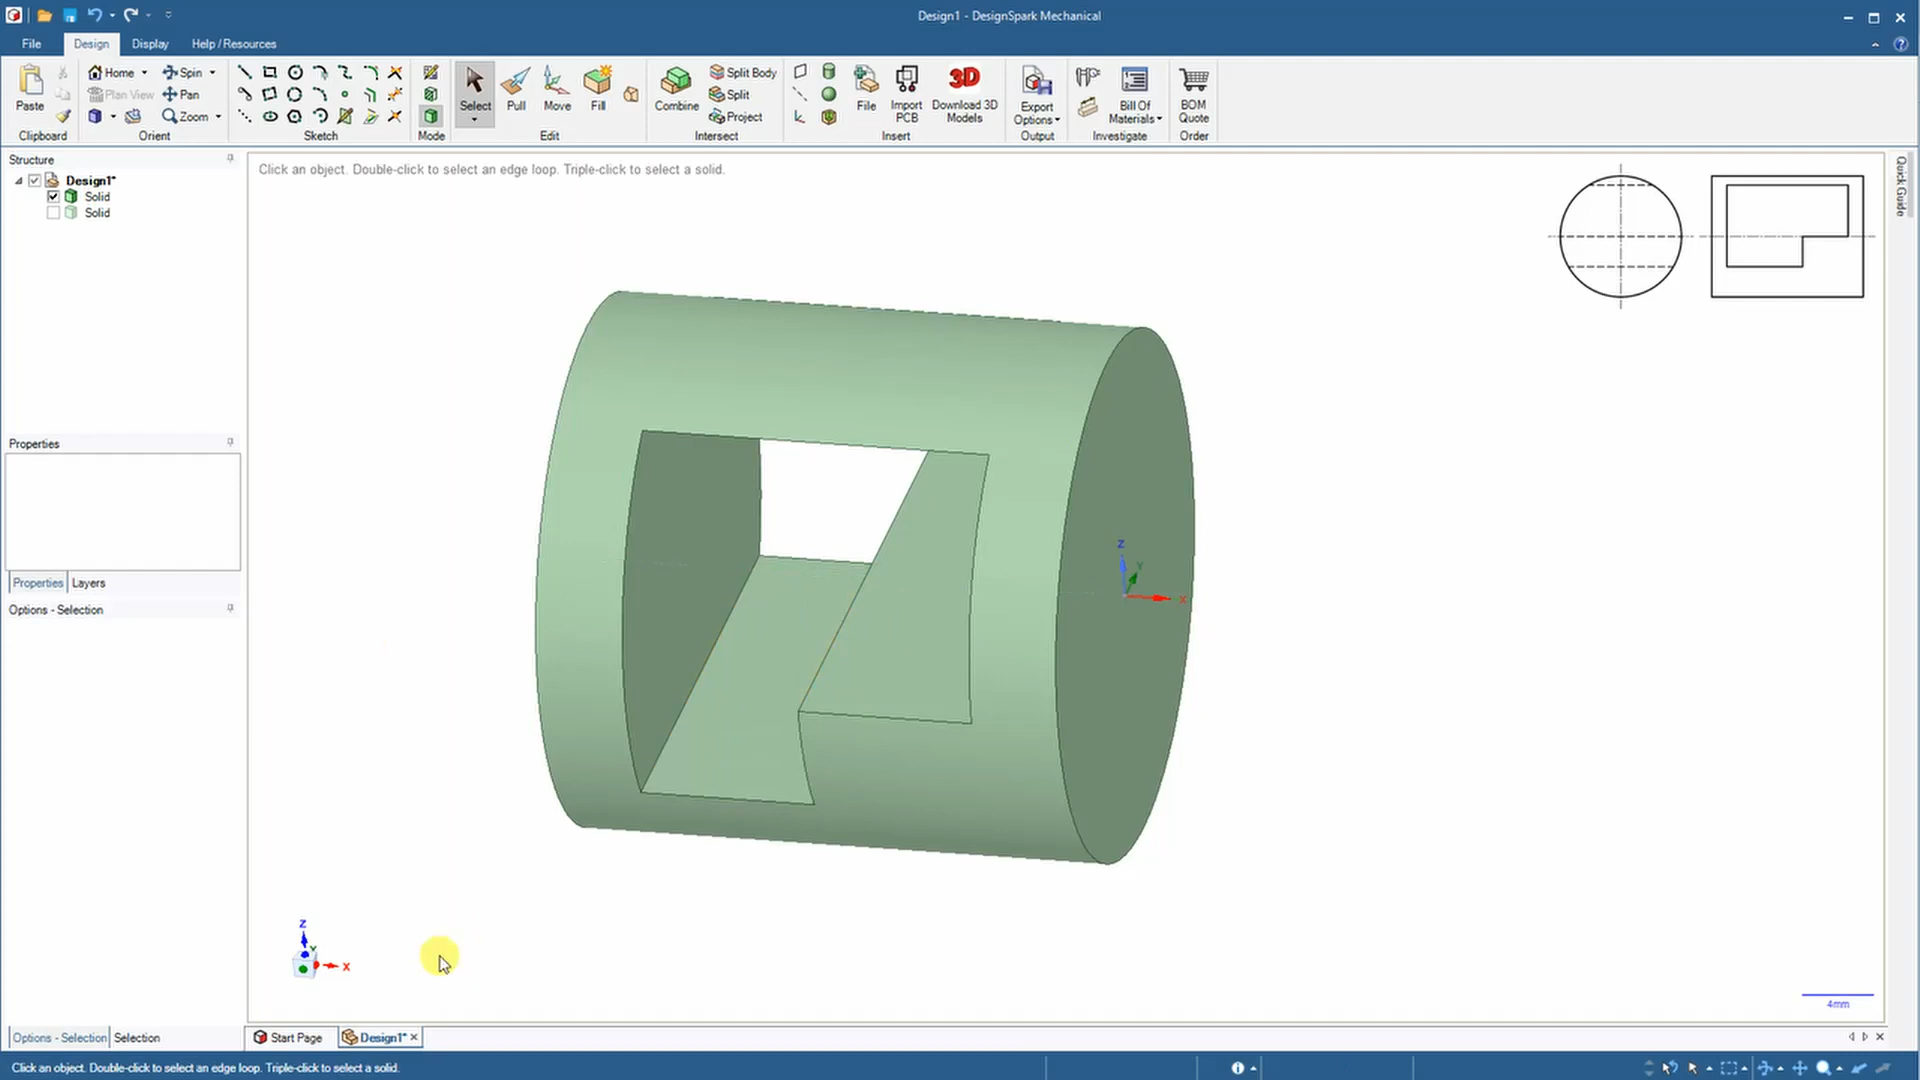 Design1 - DesignSpark Mechanical
File Design Display Help / Resources
Paste
Clipboard
Home Spin
Plan View Pan
Zoom
Orient
Sketch
Mode
Select Pull Move Fill
Edit
Combine
Split Body
Split
Project
Intersect
File
Import PCB
3D
Download 3D Models
Insert
Export Options
Output
Bill Of Materials
Investigate
BOM Quote
Order
Structure
Design1*
Solid
Solid
Click an object. Double-click to select an edge loop. Triple-click to select a solid.
Quick Guide
Properties
Properties Layers
Options - Selection
Z
Y
X
Z
Y
X
4mm
Options - Selection Selection
Start Page Design1*
Click an object. Double-click to select an edge loop. Triple-click to select a solid.